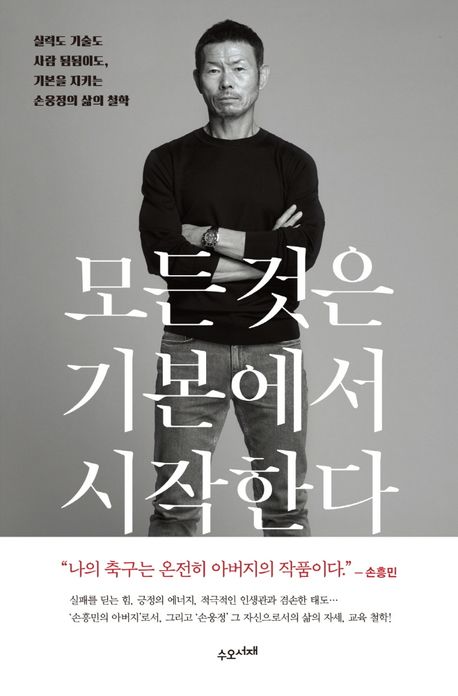 실력도 기술도
사람 됨됨이도,
기본을 지키는
손웅정의 삶의 철학
모든 것은
기본에서
시작한다
“나의 축구는 온전히 아버지의 작품이다.” – 손흥민
실패를 딛는 힘, 긍정의 에너지, 적극적인 인생관과 겸손한 태도…
‘손흥민의 아버지’로서, 그리고 ‘손웅정’ 그 자신으로서의 삶의 자세, 교육 철학!
수오서재